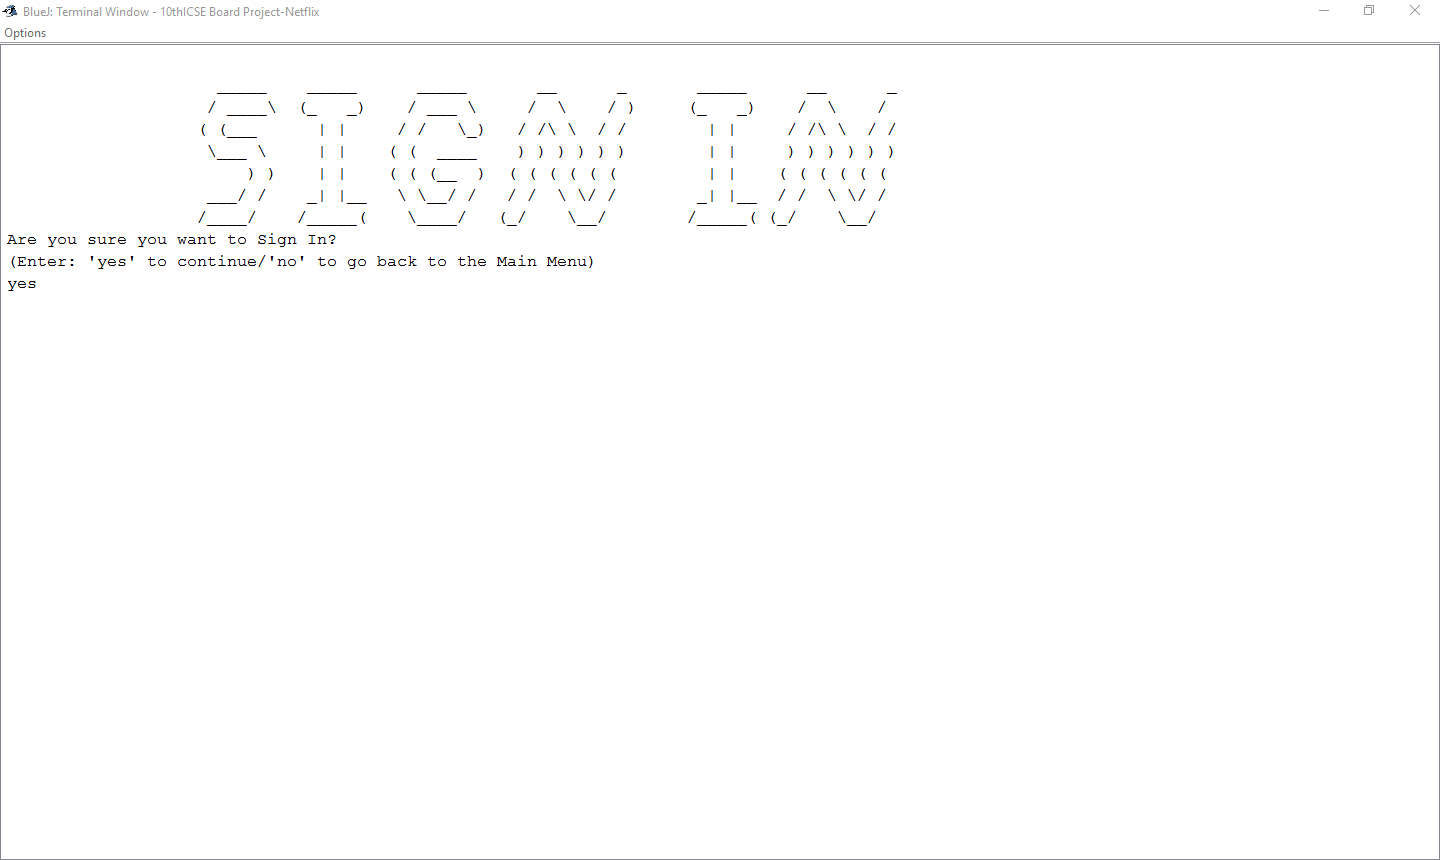 BlueJ: Terminal Window - 10thICSE Board Project-Netflix
Options
SIGN IN
Are you sure you want to Sign In?
(Enter: 'yes' to continue/'no' to go back to the Main Menu)
yes